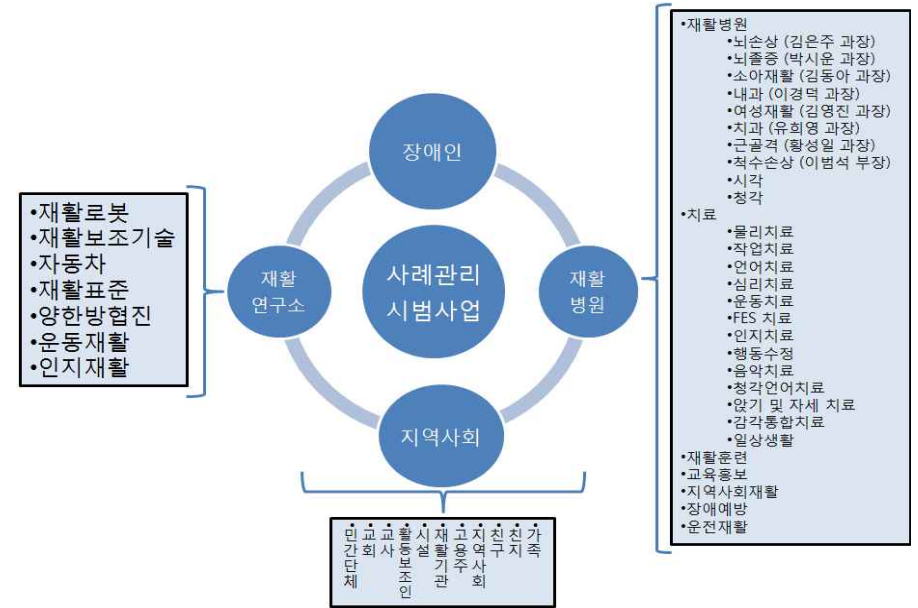 장애인
사례관리
시범사업
재활
연구소
재활
병원
지역사회
•재활로봇
•재활보조기술
•자동차
•재활표준
•양한방협진
•운동재활
•인지재활
•재활병원
•뇌손상 (김은주 과장)
•뇌졸증 (박시운 과장)
•소아재활 (김동아 과장)
•내과 (이경덕 과장)
•여성재활 (김영진 과장)
•치과 (유희영 과장)
•근골격 (황성일 과장)
•척수손상 (이범석 부장)
•시각
•청각
•치료
•물리치료
•작업치료
•언어치료
•심리치료
•운동치료
•FES 치료
•인지치료
•행동수정
•음악치료
•청각언어치료
•앉기 및 자세 치료
•감각통합치료
•일상생활
•재활훈련
•교육홍보
•지역사회재활
•장애예방
•운전재활
•가족
•친지
•친구
•지역사회
•고용주
•재활기관
•시설
•활동보조인
•교사
•교회
•민간단체